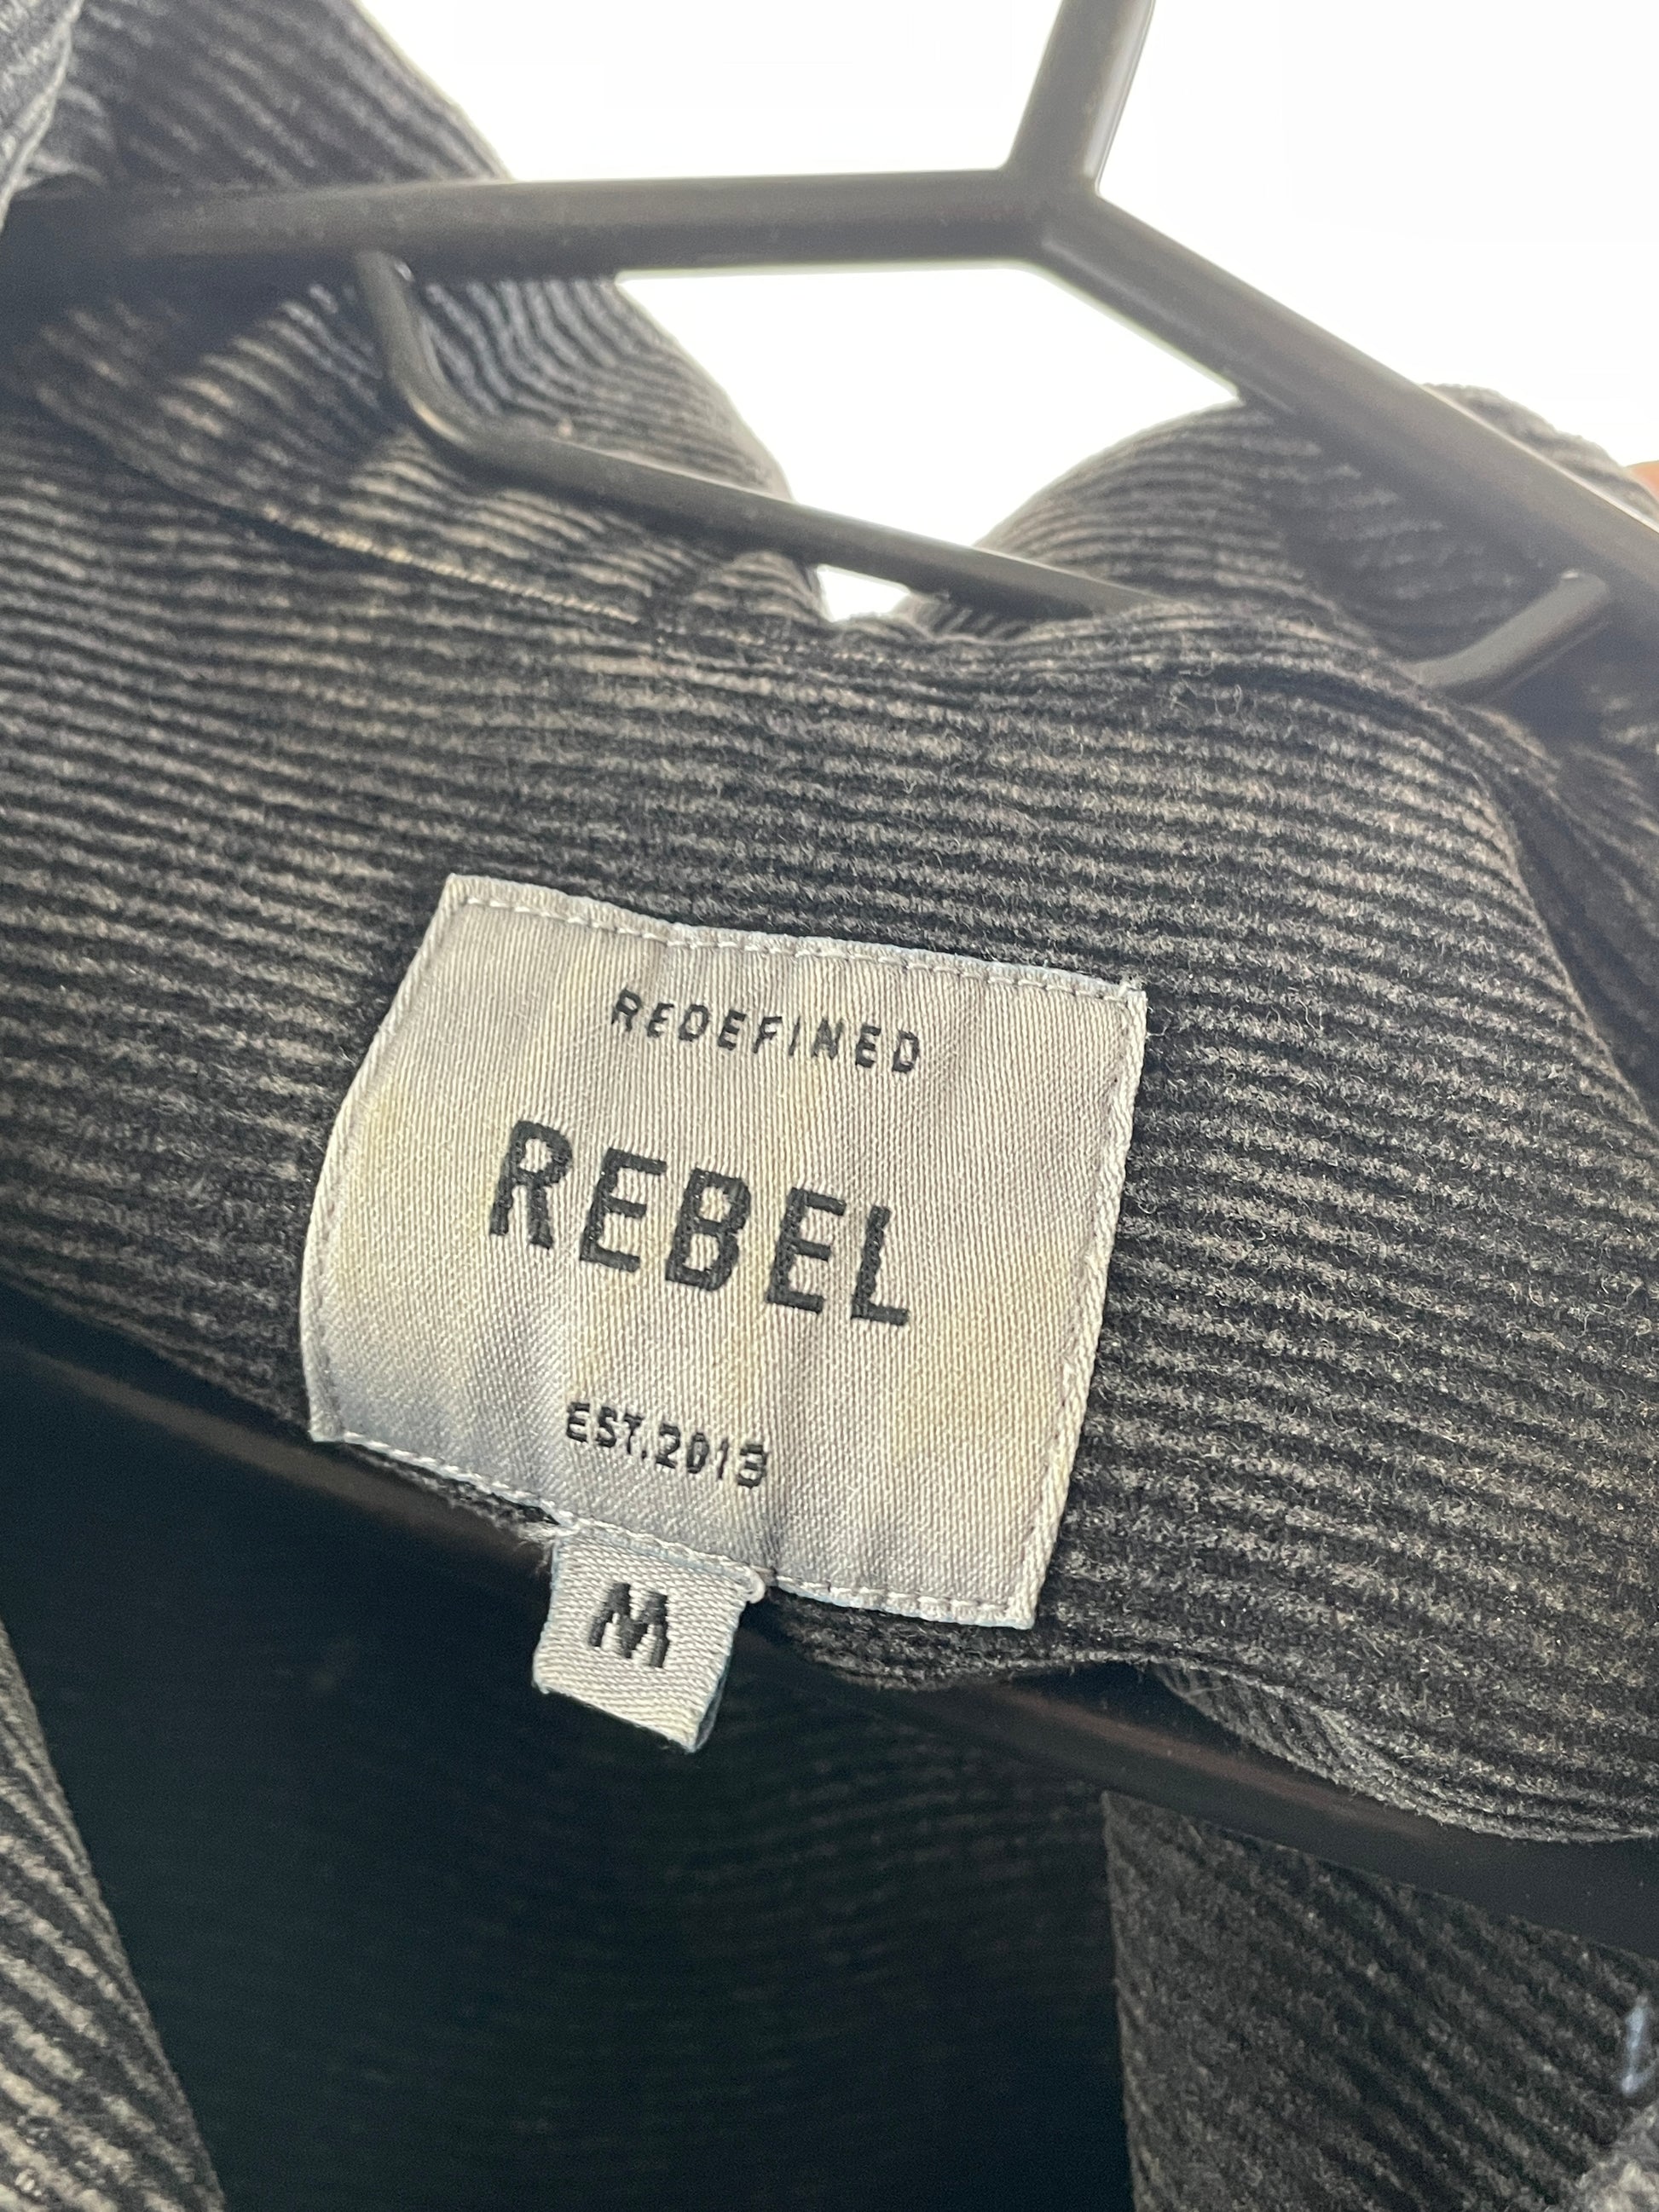 REDEFINED
REBEL
EST.2013
M